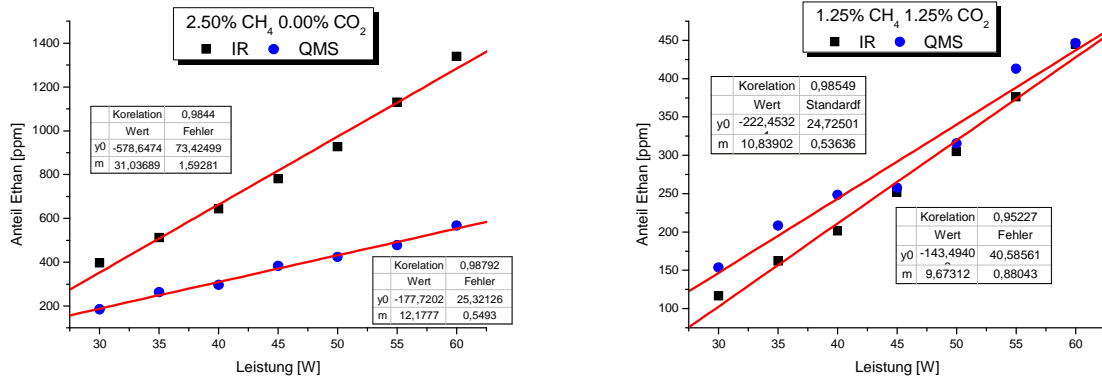 2.50% CH4 0.00% CO2
IR QMS
1400
1200
1000
800
600
400
200
Anteil Ethan [ppm]
Korelation 0,9844
Wert Fehler
y0 -578,6474 73,42499
m 31,03689 1,59281
Korelation 0,98792
Wert Fehler
y0 -177,7202 25,32126
m 12,1777 0,5493
30 35 40 45 50 55 60
Leistung [W]
1.25% CH4 1.25% CO2
IR QMS
450
400
350
300
250
200
150
100
Anteil Ethan [ppm]
Korelation 0,98549
Wert Standardf
y0 -222,4532 24,72501
m 10,83902 0,53636
Korelation 0,95227
Wert Fehler
y0 -143,4940 40,58561
m 9,67312 0,88043
30 35 40 45 50 55 60
Leistung [W]